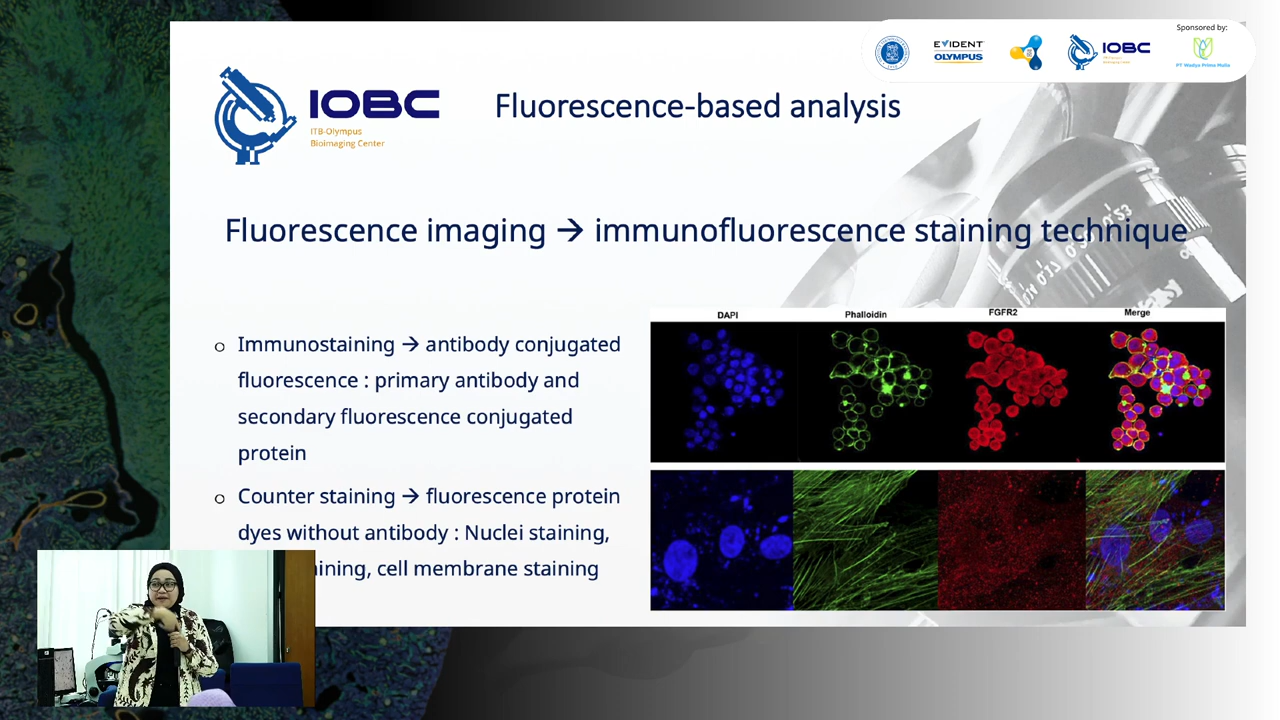 Sponsored by:
EVIDENT
OLYMPUS
IOBC
PT Wadya Prima Mulia
IOBC
ITB-Olympus
Bioimaging Center
Fluorescence-based analysis
Fluorescence imaging → immunofluorescence staining technique
○ Immunostaining → antibody conjugated
fluorescence : primary antibody and
secondary fluorescence conjugated
protein
○ Counter staining → fluorescence protein
dyes without antibody : Nuclei staining,
ining, cell membrane staining
DAPI
Phalloidin
FGFR2
Merge